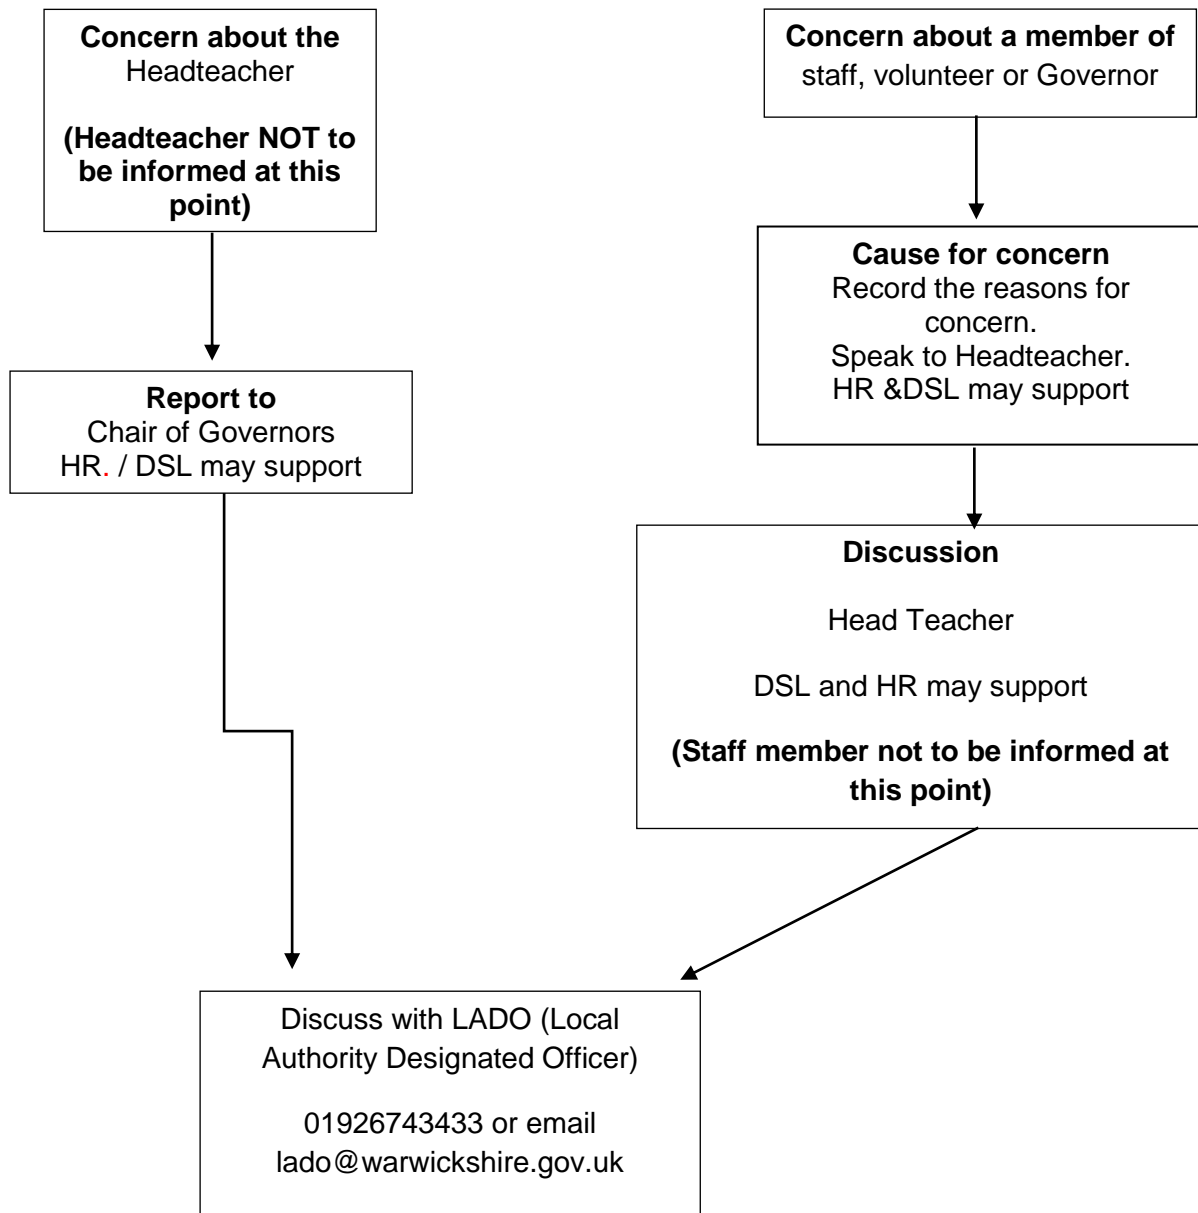 Concern about the
Headteacher
(Headteacher NOT to
be informed at this
point)
Report to
Chair of Governors
HR. / DSL may support
Concern about a member of
staff, volunteer or Governor
Cause for concern
Record the reasons for
concern.
Speak to Headteacher.
HR &DSL may support
Discussion
Head Teacher
DSL and HR may support
(Staff member not to be informed at
this point)
Discuss with LADO (Local
Authority Designated Officer)
01926743433 or email
lado@warwickshire.gov.uk